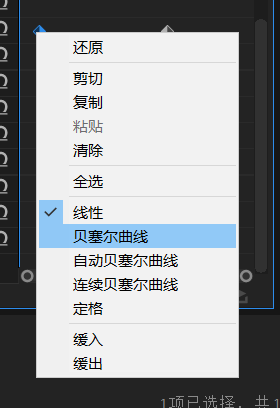 还原
剪切
复制
粘贴
清除
全选
线性
贝塞尔曲线
自动贝塞尔曲线
连续贝塞尔曲线
定格
缓入
缓出
1项已选择，共1